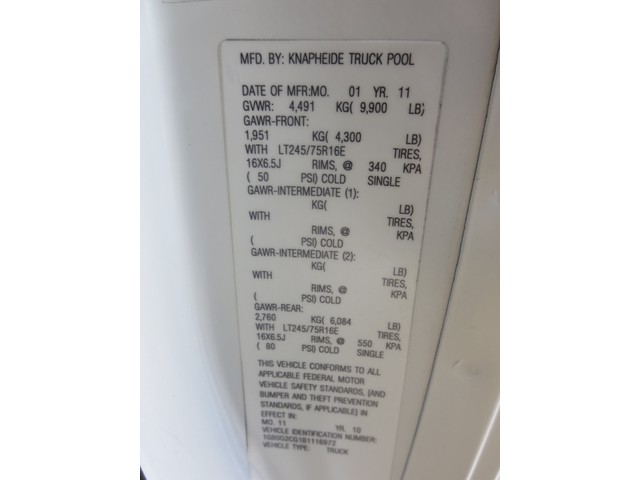 MFD. BY: KNAPHEIDE TRUCK POOL
DATE OF MFR:MO. 01 YR. 11
GVWR: 4,491 KG( 9,900 LB)
GAWR-FRONT:
1,951 KG( 4,300 LB)
WITH LT245/75R16E TIRES,
16X6.5J RIMS, @ 340 KPA
( 50 PSI) COLD SINGLE
GAWR-INTERMEDIATE (1):
KG( LB)
WITH TIRES,
RIMS, @ KPA
( PSI) COLD
GAWR-INTERMEDIATE (2):
KG( LB)
WITH TIRES,
RIMS, @ KPA
( PSI) COLD
GAWR-REAR:
2,760 KG( 6,084 LB)
WITH LT245/75R16E TIRES,
16X6.5J RIMS, @ 550 KPA
( 80 PSI) COLD SINGLE
THIS VEHICLE CONFORMS TO ALL
APPLICABLE FEDERAL MOTOR
VEHICLE SAFETY STANDARDS, [AND
BUMPER AND THEFT PREVENTION
STANDARDS, IF APPLICABLE] IN
EFFECT IN:
MO. 11 YR. 10
VEHICLE IDENTIFICATION NUMBER:
VEHICLE TYPE: TRUCK